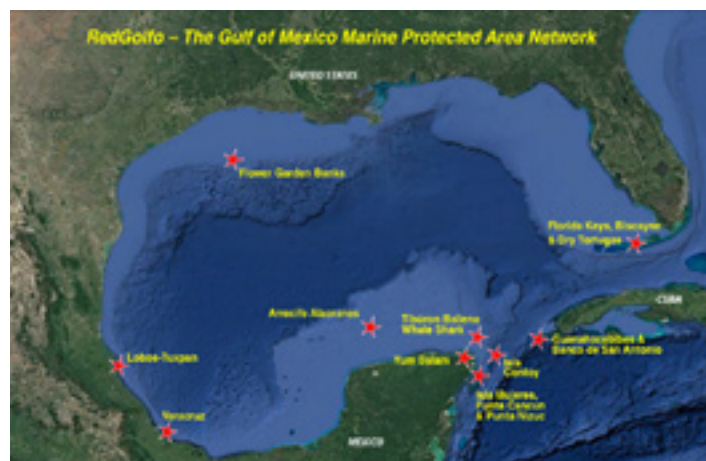 RedGolfo – The Gulf of Mexico Marine Protected Area Network
UNITED STATES
Flower Garden Banks
Florida Keys, Biscayne
& Dry Tortugas
CUBA
Arrecife Alacranes
Tiburon Ballena
Whale Shark
Guanahacabibes &
Banco de San Antonio
Lobos-Tuxpan
Yum Balam
Isla
Contoy
Isla Mujeres,
Punta Cancun
& Punta Nizuc
Veracruz
MEXICO